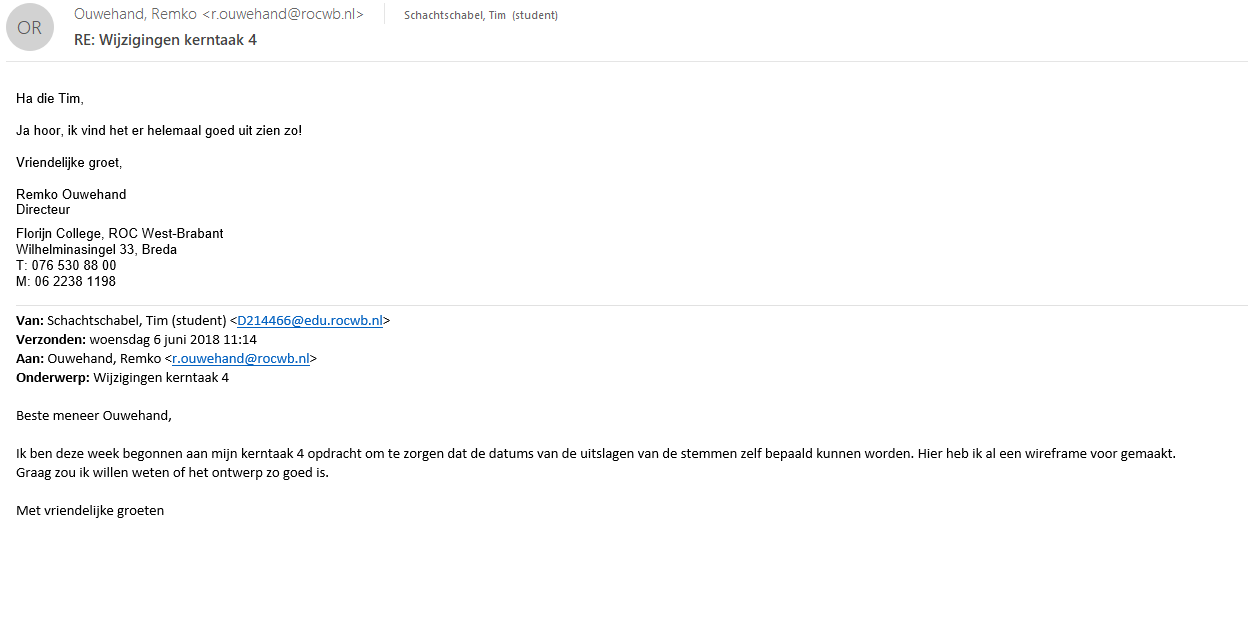 OR
Ouwehand, Remko <r.ouwehand@rocwb.nl> Schachtschabel, Tim (student)
RE: Wijzigingen kerntaak 4
Ha die Tim,
Ja hoor, ik vind het er helemaal goed uit zien zo!
Vriendelijke groet,
Remko Ouwehand
Directeur
Florijn College, ROC West-Brabant
Wilhelminasingel 33, Breda
T: 076 530 88 00
M: 06 2238 1198
Van: Schachtschabel, Tim (student) <D214466@edu.rocwb.nl>
Verzonden: woensdag 6 juni 2018 11:14
Aan: Ouwehand, Remko <r.ouwehand@rocwb.nl>
Onderwerp: Wijzigingen kerntaak 4
Beste meneer Ouwehand,
Ik ben deze week begonnen aan mijn kerntaak 4 opdracht om te zorgen dat de datums van de uitslagen van de stemmen zelf bepaald kunnen worden. Hier heb ik al een wireframe voor gemaakt.
Graag zou ik willen weten of het ontwerp zo goed is.
Met vriendelijke groeten